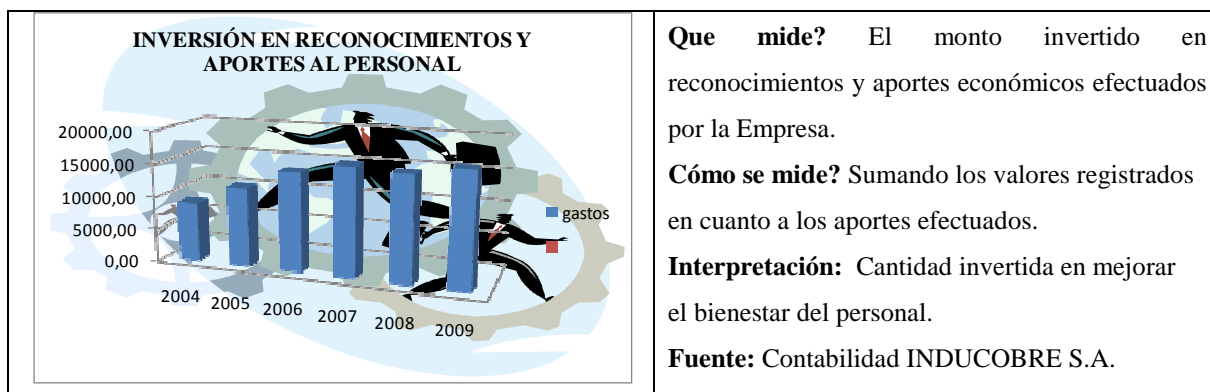 INVERSIÓN EN RECONOCIMIENTOS Y
APORTES AL PERSONAL
20000,00
15000,00
10000,00
5000,00
0,00
2004
2005
2006
2007
2008
2009
gastos
Que mide? El monto invertido en
reconocimientos y aportes económicos efectuados
por la Empresa.
Cómo se mide? Sumando los valores registrados
en cuanto a los aportes efectuados.
Interpretación: Cantidad invertida en mejorar
el bienestar del personal.
Fuente: Contabilidad INDUCOBRE S.A.